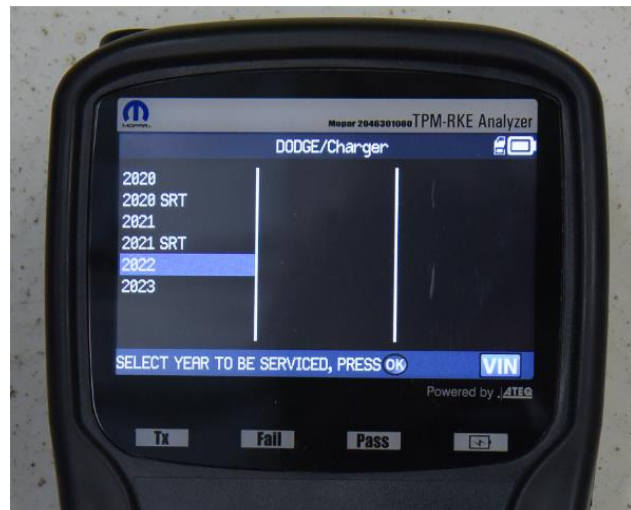 MOPAR
Mopar 2046301080 TPM-RKE Analyzer
DODGE/Charger
2020
2020 SRT
2021
2021 SRT
2022
2023
SELECT YEAR TO BE SERVICED, PRESS OK
VIN
Powered by ATEQ
Tx Fail Pass